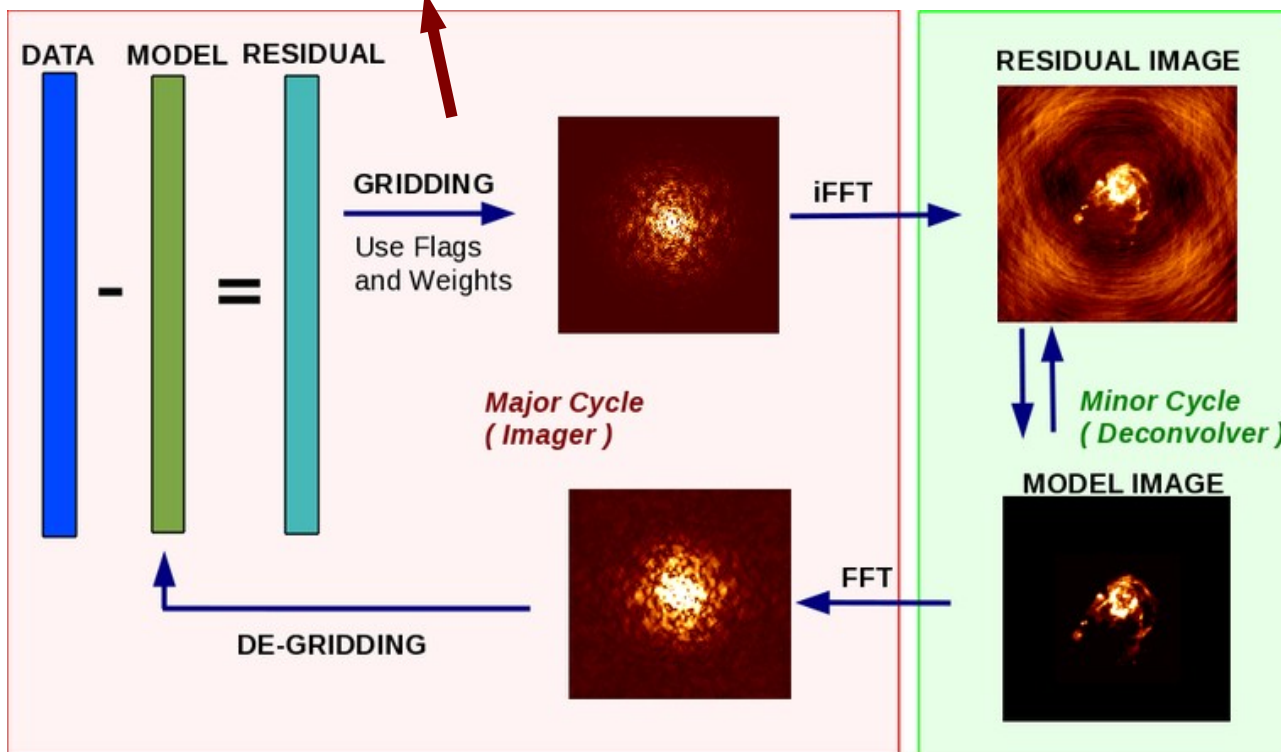 DATA MODEL RESIDUAL
-
=
GRIDDING
Use Flags
and Weights
iFFT
RESIDUAL IMAGE
Major Cycle
( Imager )
Minor Cycle
( Deconvolver )
MODEL IMAGE
FFT
DE-GRIDDING